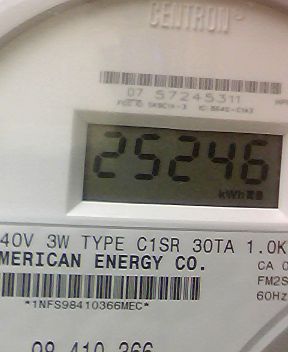 CENTRON
07 57245311
25246
kWh
40V 3W TYPE C1SR 30TA 1.0K
MERICAN ENERGY CO.
CA 0
FM2S
60Hz
*1NFS98410366MEC*
98 410 366